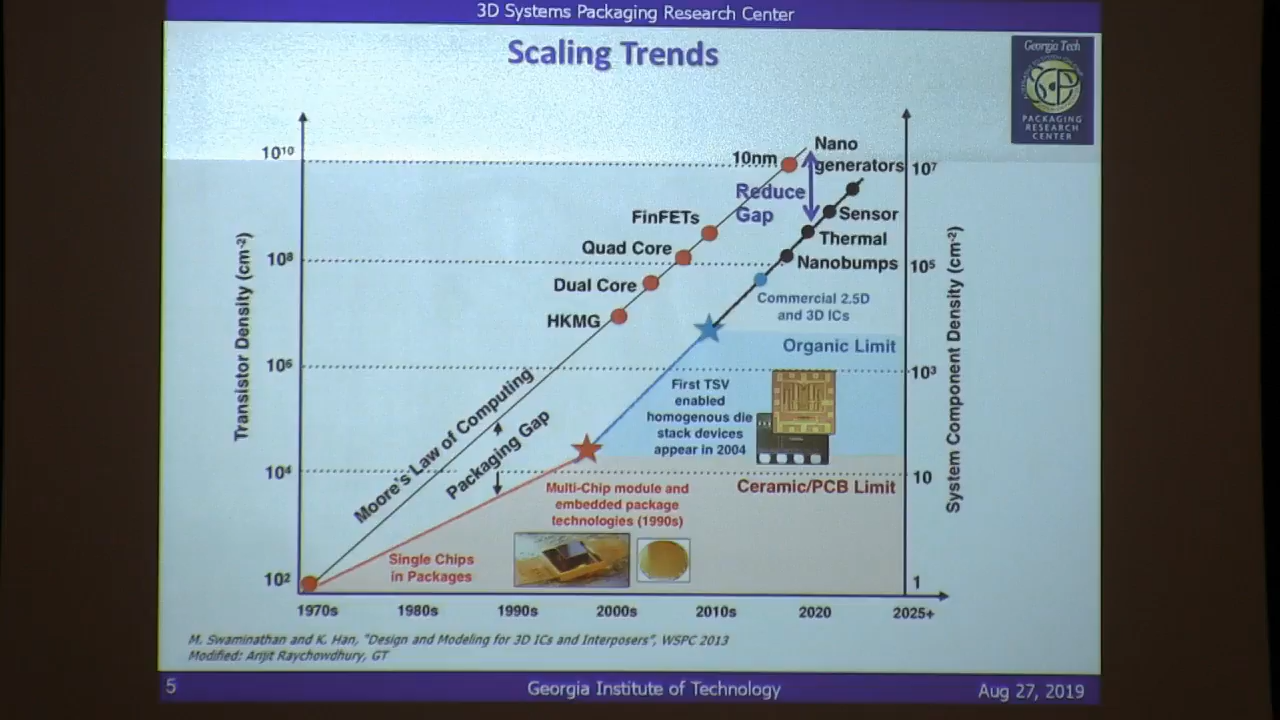 3D Systems Packaging Research Center
Scaling Trends
Georgia Tech
PACKAGING
RESEARCH
CENTER
Transistor Density (cm⁻²)
10¹⁰
10⁸
10⁶
10⁴
10²
10nm
Nano
generators
10⁷
Reduce
Gap
FinFETs
Sensor
Quad Core
Thermal
Nanobumps
10⁵
Dual Core
Commercial 2.5D
and 3D ICs
HKMG
Organic Limit
10³
Moore's Law of Computing
Packaging Gap
First TSV
enabled
homogenous die
stack devices
appear in 2004
10
Ceramic/PCB Limit
Multi-Chip module and
embedded package
technologies (1990s)
Single Chips
in Packages
1
System Component Density (cm⁻²)
1970s 1980s 1990s 2000s 2010s 2020 2025+
M. Swaminathan and K. Han, "Design and Modeling for 3D ICs and Interposers", WSPC 2013
Modified: Arijit Raychowdhury, GT
5
Georgia Institute of Technology
Aug 27, 2019